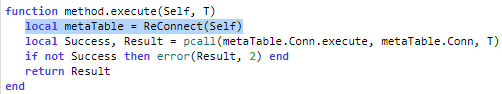 function method.execute(Self, T)
local metaTable = ReConnect(Self)
local Success, Result = pcall(metaTable.Conn.execute, metaTable.Conn, T)
if not Success then error(Result, 2) end
return Result
end